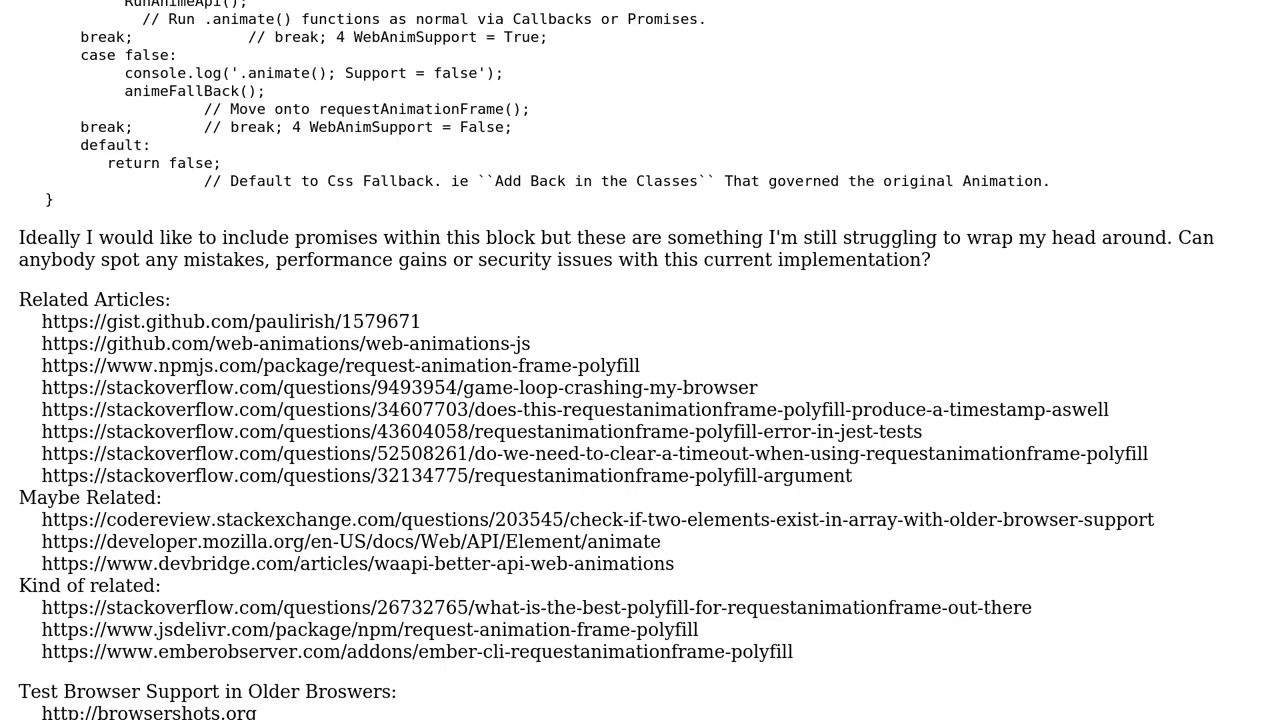 RunAnimeApi();
// Run .animate() functions as normal via Callbacks or Promises.
break;             // break; 4 WebAnimSupport = True;
case false:
console.log('.animate(); Support = false');
animeFallBack();
// Move onto requestAnimationFrame();
break;        // break; 4 WebAnimSupport = False;
default:
return false;
// Default to Css Fallback. ie ``Add Back in the Classes`` That governed the original Animation.
}
Ideally I would like to include promises within this block but these are something I'm still struggling to wrap my head around. Can
anybody spot any mistakes, performance gains or security issues with this current implementation?
Related Articles:
https://gist.github.com/paulirish/1579671
https://github.com/web-animations/web-animations-js
https://www.npmjs.com/package/request-animation-frame-polyfill
https://stackoverflow.com/questions/9493954/game-loop-crashing-my-browser
https://stackoverflow.com/questions/34607703/does-this-requestanimationframe-polyfill-produce-a-timestamp-aswell
https://stackoverflow.com/questions/43604058/requestanimationframe-polyfill-error-in-jest-tests
https://stackoverflow.com/questions/52508261/do-we-need-to-clear-a-timeout-when-using-requestanimationframe-polyfill
https://stackoverflow.com/questions/32134775/requestanimationframe-polyfill-argument
Maybe Related:
https://codereview.stackexchange.com/questions/203545/check-if-two-elements-exist-in-array-with-older-browser-support
https://developer.mozilla.org/en-US/docs/Web/API/Element/animate
https://www.devbridge.com/articles/waapi-better-api-web-animations
Kind of related:
https://stackoverflow.com/questions/26732765/what-is-the-best-polyfill-for-requestanimationframe-out-there
https://www.jsdelivr.com/package/npm/request-animation-frame-polyfill
https://www.emberobserver.com/addons/ember-cli-requestanimationframe-polyfill
Test Browser Support in Older Broswers:
http://browsershots.org